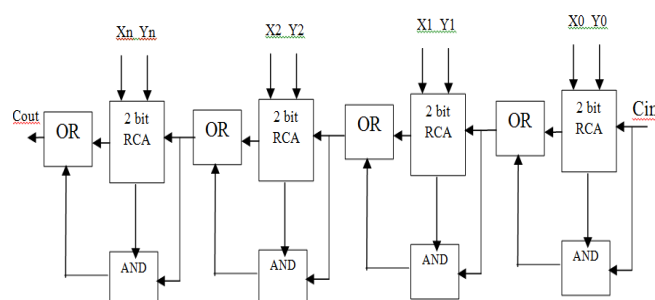 Xn Yn
X2 Y2
X1 Y1
X0 Y0
Cout
OR
2 bit
RCA
OR
2 bit
RCA
OR
2 bit
RCA
OR
2 bit
RCA
Cin
AND
AND
AND
AND